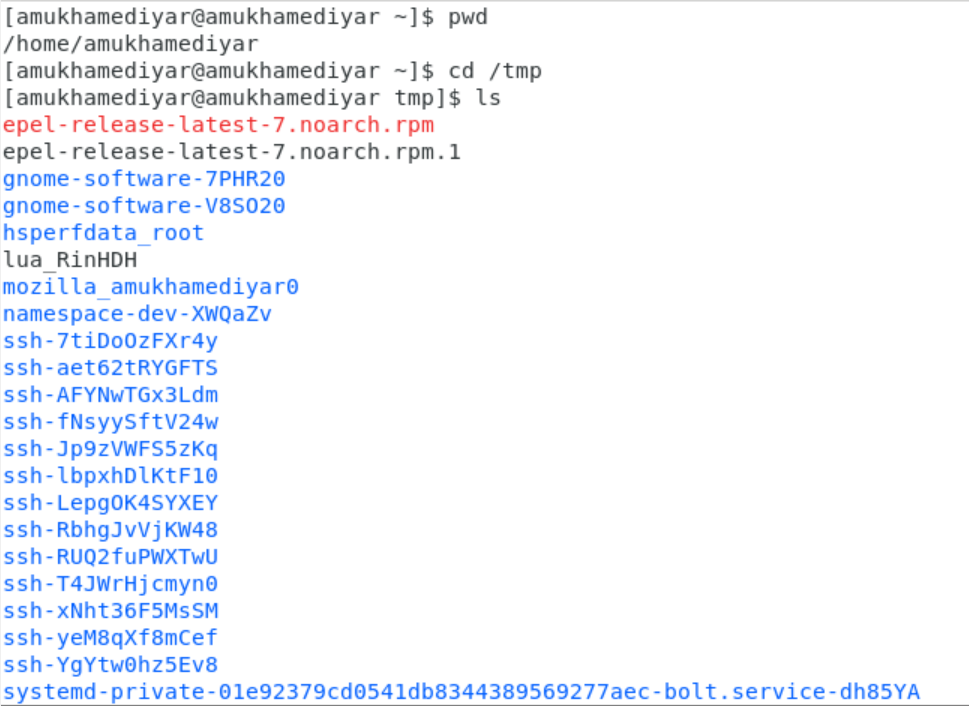 [amukhamediyar@amukhamediyar ~]$ pwd
/home/amukhamediyar
[amukhamediyar@amukhamediyar ~]$ cd /tmp
[amukhamediyar@amukhamediyar tmp]$ ls
epel-release-latest-7.noarch.rpm
epel-release-latest-7.noarch.rpm.1
gnome-software-7PHR20
gnome-software-V8SO20
hsperfdata_root
lua_RinHDH
mozilla_amukhamediyar0
namespace-dev-XWQaZv
ssh-7tiDoOzFXr4y
ssh-aet62tRYGFTS
ssh-AFYNwTGx3Ldm
ssh-fNsyySftV24w
ssh-Jp9zVWFS5zKq
ssh-lbpxhDlKtF10
ssh-LepgOK4SYXEY
ssh-RbhgJvVjKW48
ssh-RUQ2fuPWXTwU
ssh-T4JWrHjcmyn0
ssh-xNht36F5MsSM
ssh-yeM8qXf8mCef
ssh-YgYtw0hz5Ev8
systemd-private-01e92379cd0541db8344389569277aec-bolt.service-dh85YA